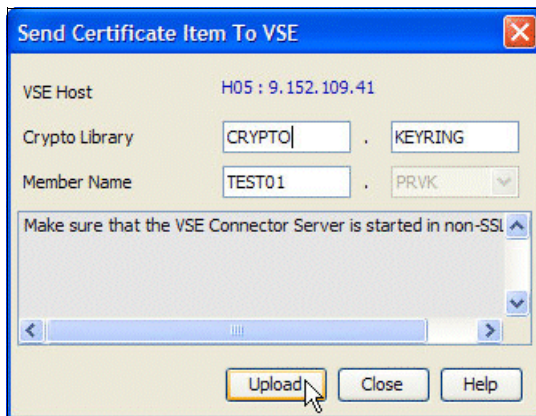 Send Certificate Item To VSE
VSE Host H05 : 9.152.109.41
Crypto Library CRYPTO . KEYRING
Member Name TEST01 . PRVK
Make sure that the VSE Connector Server is started in non-SSL
Upload Close Help